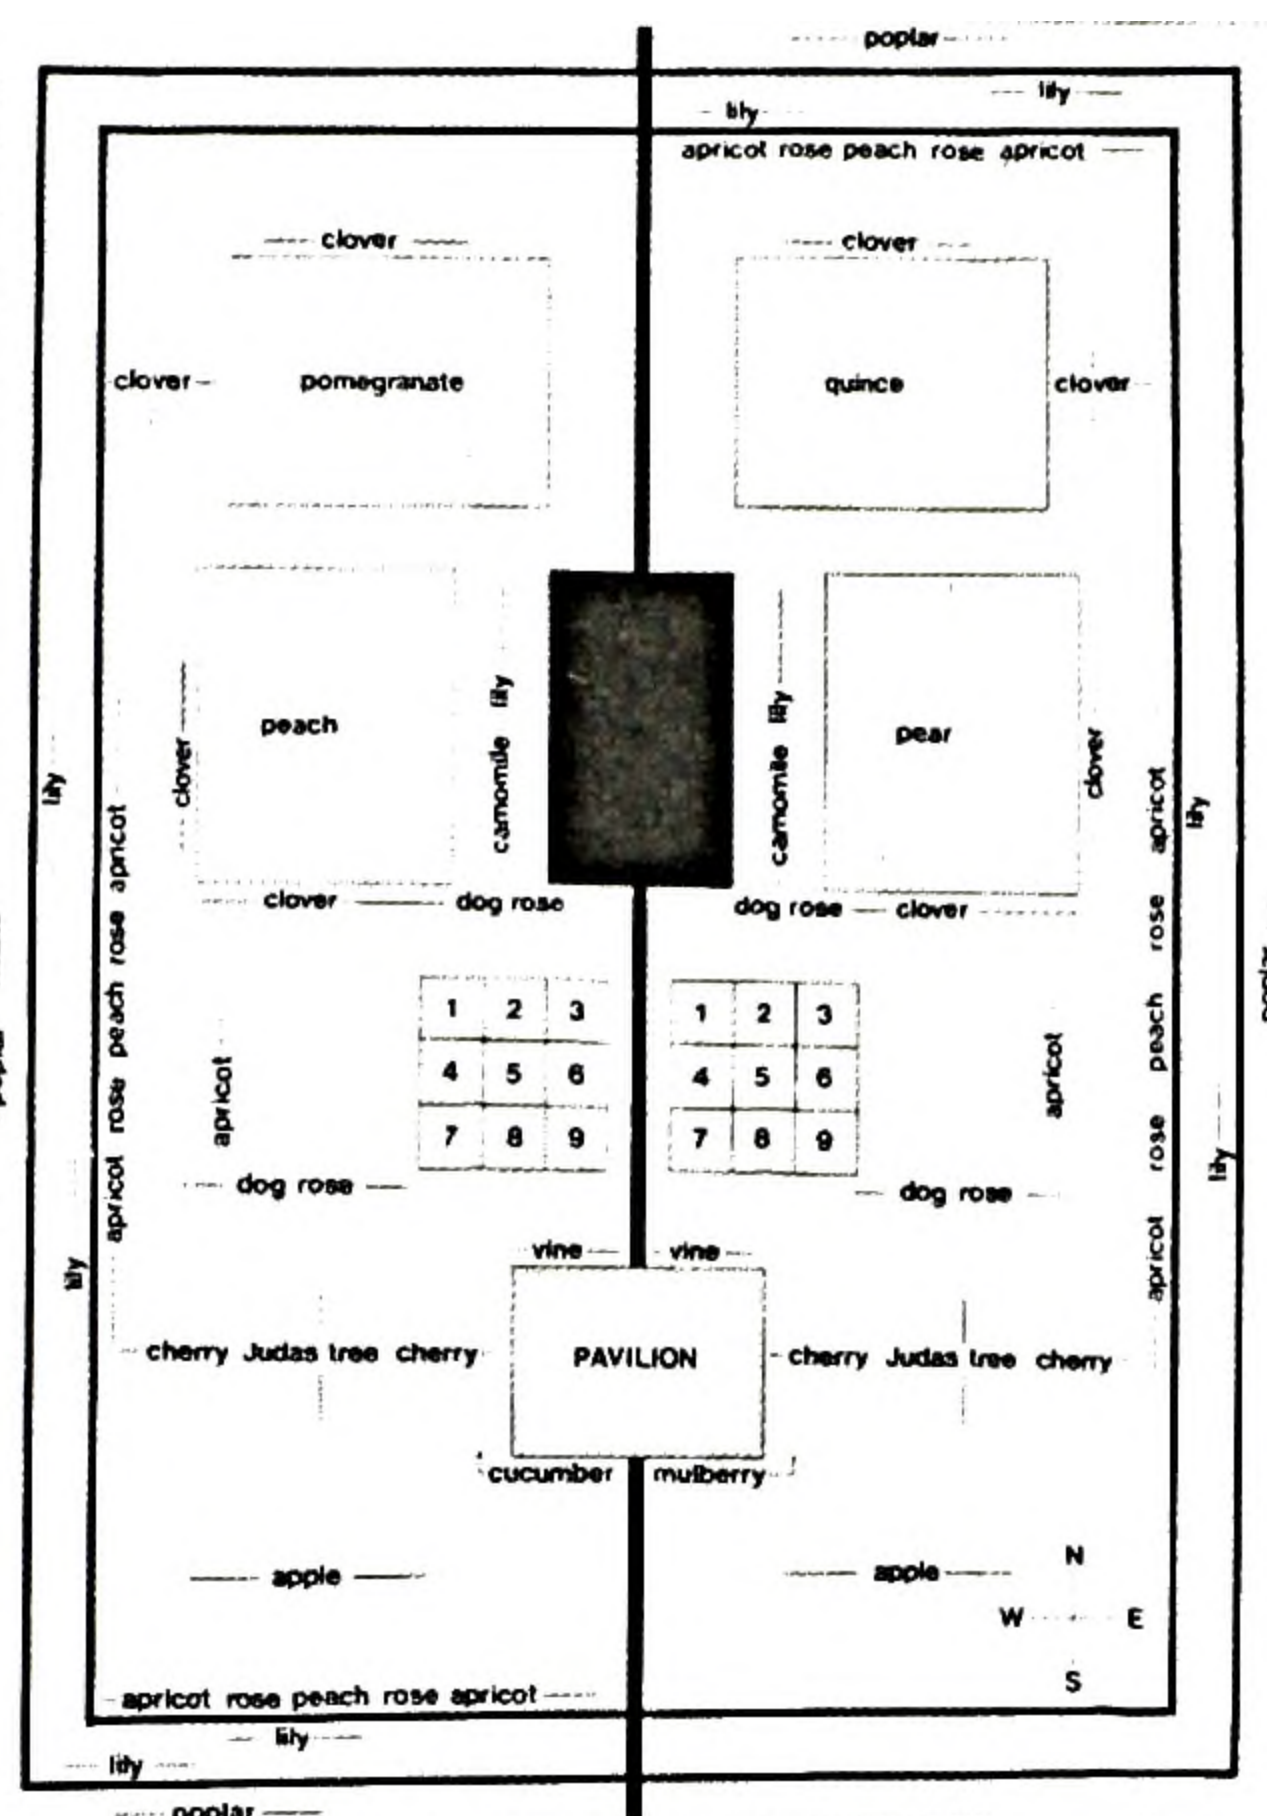 poplar
lily
lily
apricot rose peach rose apricot
clover
clover
clover
pomegranate
quince
clover
peach
clover
camomile lily
camomile lily
pear
clover
lily
apricot rose peach rose apricot
apricot rose peach rose apricot
lily
poplar
poplar
clover
dog rose
dog rose
clover
1 2 3
4 5 6
7 8 9
1 2 3
4 5 6
7 8 9
apricot
apricot
dog rose
dog rose
lily
lily
vine
vine
cherry Judas tree cherry
PAVILION
cherry Judas tree cherry
cucumber
mulberry
apple
apple
N
W E
S
apricot rose peach rose apricot
lily
lily
poplar